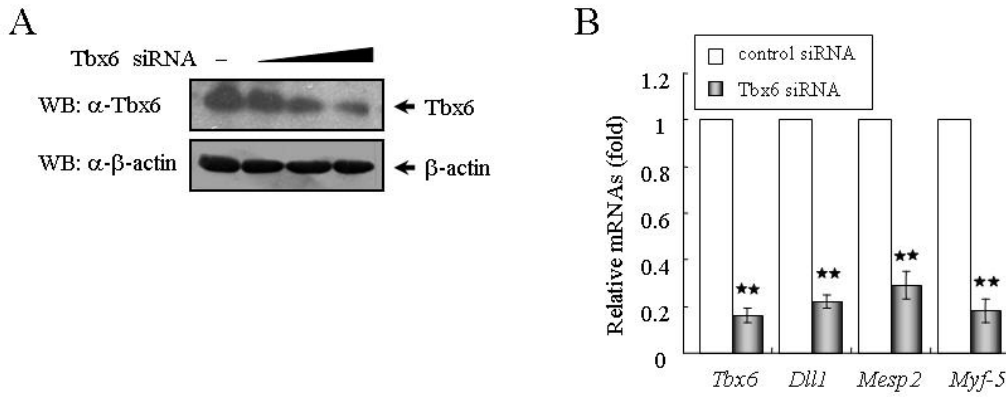 A
Tbx6 siRNA –
WB: α-Tbx6
Tbx6
WB: α-β-actin
β-actin
B
control siRNA
Tbx6 siRNA
Relative mRNAs (fold)
1.2
1
0.8
0.6
0.4
0.2
0
★★
★★
★★
★★
Tbx6 Dll1 Mesp2 Myf-5